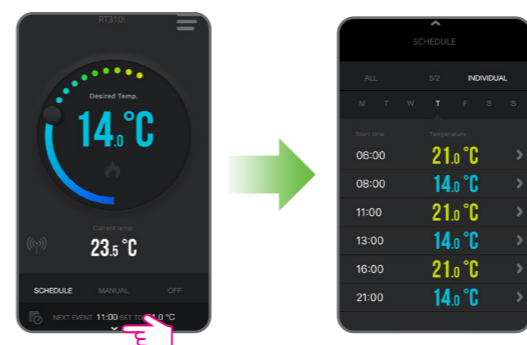 RT310i
Desired Temp.
14.0 °C
Current temp.
23.5 °C
SCHEDULE MANUAL OFF
NEXT EVENT 11:00 SET TO 21.0 °C
SCHEDULE
ALL 5/2 INDIVIDUAL
M T W T F S S
Start time Temperature
06:00 21.0 °C
08:00 14.0 °C
11:00 21.0 °C
13:00 14.0 °C
16:00 21.0 °C
21:00 14.0 °C